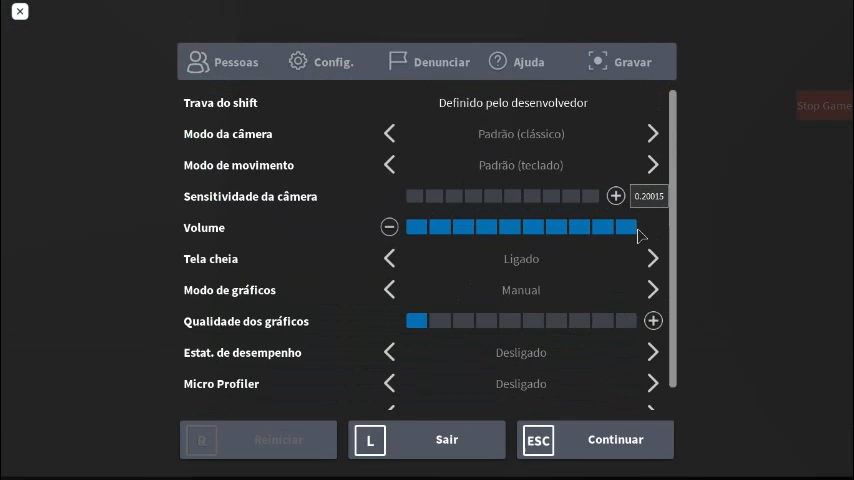 Pessoas Config. Denunciar Ajuda Gravar
Trava do shift Definido pelo desenvolvedor
Stop Game
Modo da câmera Padrão (clássico)
Modo de movimento Padrão (teclado)
Sensitividade da câmera 0.20015
Volume
Tela cheia Ligado
Modo de gráficos Manual
Qualidade dos gráficos
Estat. de desempenho Desligado
Micro Profiler Desligado
R Reiniciar L Sair ESC Continuar